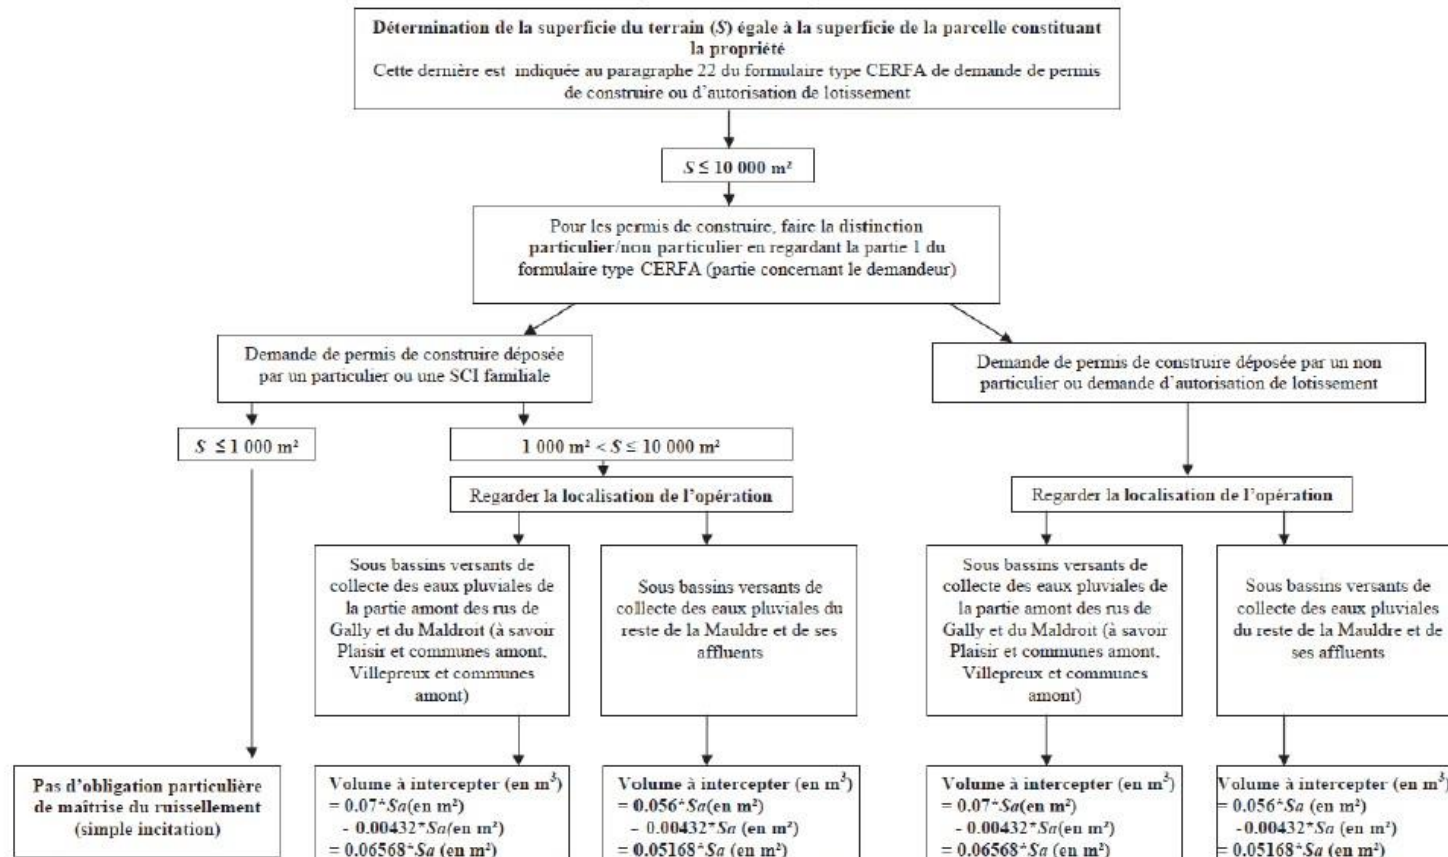 Détermination de la superficie du terrain (S) égale à la superficie de la parcelle constituant
la propriété
Cette dernière est indiquée au paragraphe 22 du formulaire type CERFA de demande de permis
de construire ou d'autorisation de lotissement
S ≤ 10 000 m²
Pour les permis de construire, faire la distinction
particulier/non particulier en regardant la partie 1 du
formulaire type CERFA (partie concernant le demandeur)
Demande de permis de construire déposée
par un particulier ou une SCI familiale
Demande de permis de construire déposée par un non
particulier ou demande d'autorisation de lotissement
S ≤ 1 000 m²
1 000 m² < S ≤ 10 000 m²
Regarder la localisation de l'opération
Regarder la localisation de l'opération
Sous bassins versants de
collecte des eaux pluviales de
la partie amont des rus de
Gally et du Maldroit (à savoir
Plaisir et communes amont,
Villepreux et communes
amont)
Sous bassins versants de
collecte des eaux pluviales du
reste de la Mauldre et de ses
affluents
Sous bassins versants de
collecte des eaux pluviales de
la partie amont des rus de
Gally et du Maldroit (à savoir
Plaisir et communes amont,
Villepreux et communes
amont)
Sous bassins versants de
collecte des eaux pluviales
du reste de la Mauldre et de
ses affluents
Pas d'obligation particulière
de maîtrise du ruissellement
(simple incitation)
Volume à intercepter (en m³)
= 0.07*Sa(en m²)
- 0.00432*Sa(en m²)
= 0.06568*Sa (en m²)
Volume à intercepter (en m³)
= 0.056*Sa(en m²)
- 0.00432*Sa (en m²)
= 0.05168*Sa (en m²)
Volume à intercepter (en m³)
= 0.07*Sa(en m²)
- 0.00432*Sa (en m²)
= 0.06568*Sa (en m²)
Volume à intercepter (en m³)
= 0.056*Sa(en m²)
-0.00432*Sa (en m²)
= 0.05168*Sa (en m²)